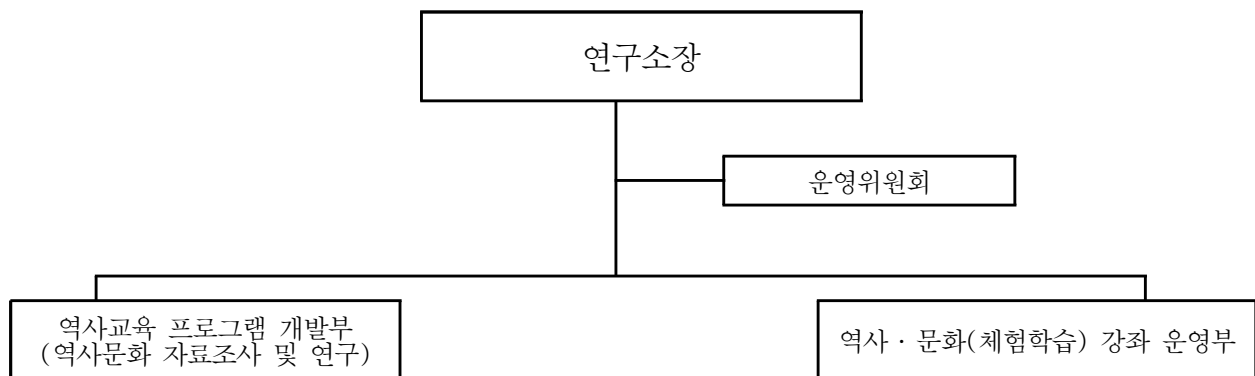 연구소장
운영위원회
역사교육 프로그램 개발부
(역사문화 자료조사 및 연구)
역사 · 문화(체험학습) 강좌 운영부